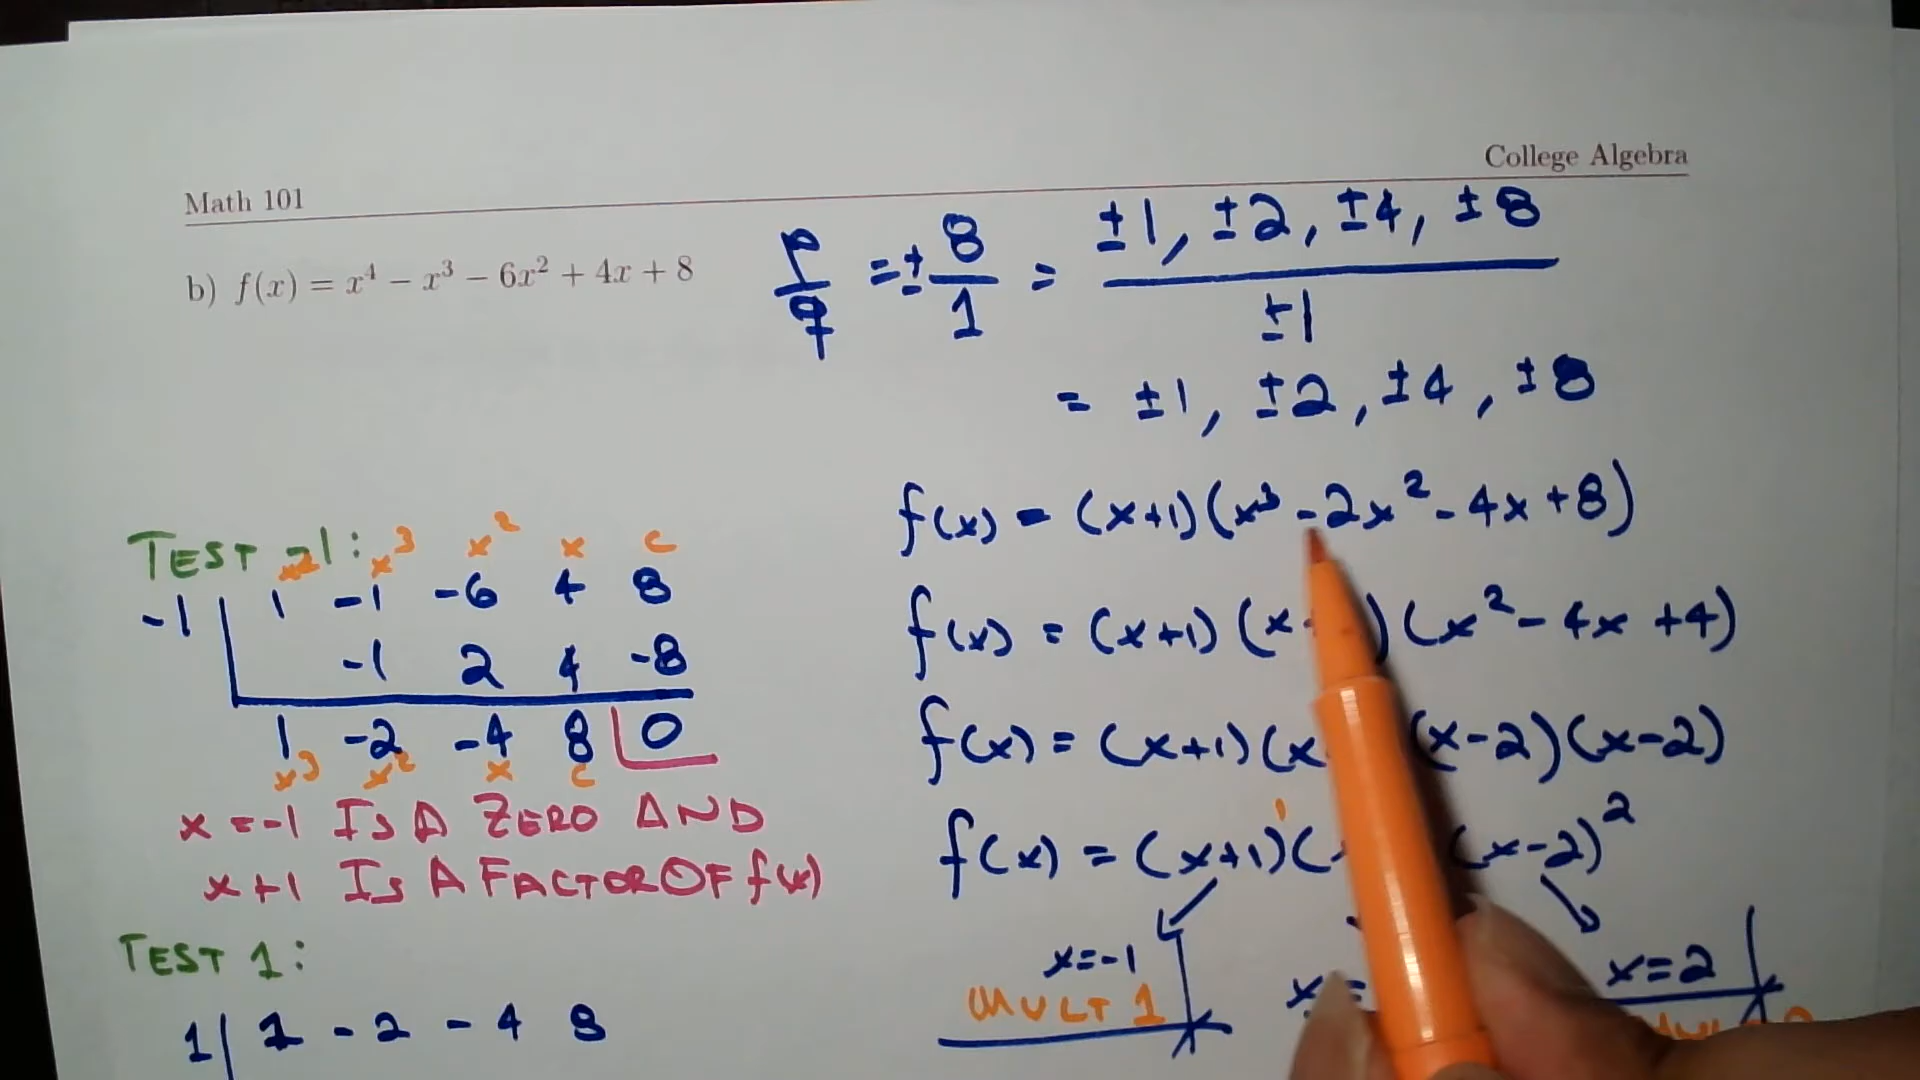 Math 101
College Algebra
b) f(x) = x⁴ − x³ − 6x² + 4x + 8
p/q = ± 8/1 = ±1, ±2, ±4, ±8 / ±1
= ±1, ±2, ±4, ±8
TEST -1:
x³ x² x c
-1 | 1 -1 -6 4 8
-1 2 4 -8
1 -2 -4 8 0
x³ x² x c
x = -1 IS A ZERO AND
x+1 IS A FACTOR OF f(x)
TEST 1:
1 | 1 -2 -4 8
f(x) = (x+1)(x³ - 2x² - 4x + 8)
f(x) = (x+1)(x )(x² - 4x + 4)
f(x) = (x+1)(x (x-2)(x-2)
f(x) = (x+1)¹( (x-2)²
x=-1 x= x=2
MULT 1